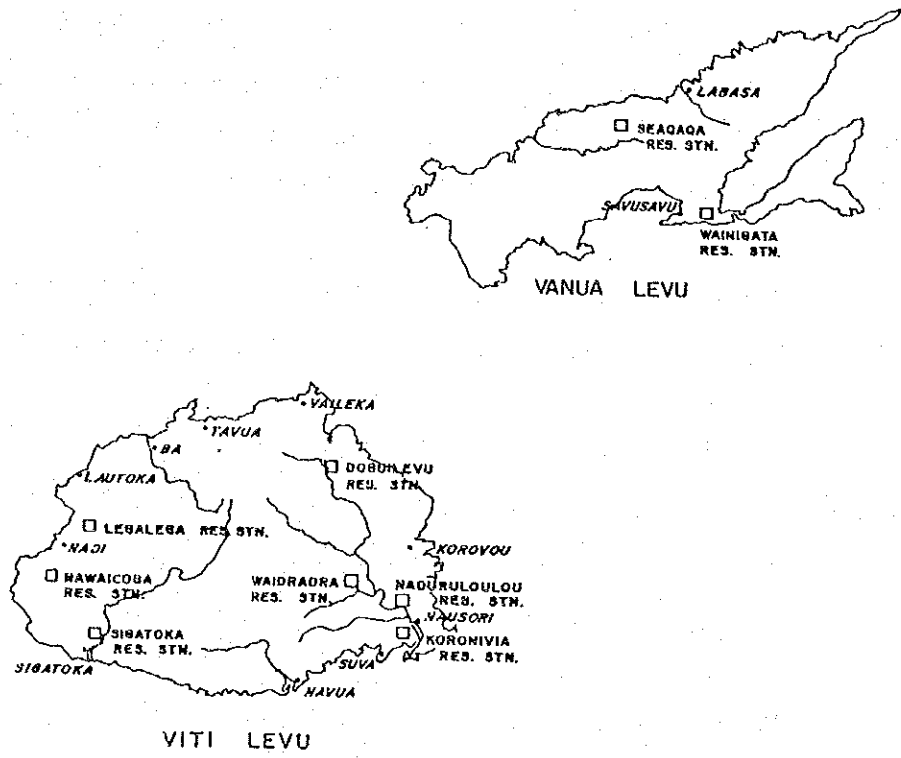 LABASA
SEAQAQA
RES. STN.
SAVUSAVU
WAINIGATA
RES. STN.
VANUA LEVU
VAILEKA
TAVUA
BA
LAUTOKA
DOBUILEVU
RES. STN.
LEGALEGA RES. STN.
NADI
KOROVOU
NAWAICOBA
RES. STN.
WAIDRADRA
RES. STN.
NADURULOULOU
RES. STN.
NAUSORI
SIGATOKA
RES. STN.
KORONIVIA
RES. STN.
SIGATOKA
SUVA
NAVUA
VITI LEVU